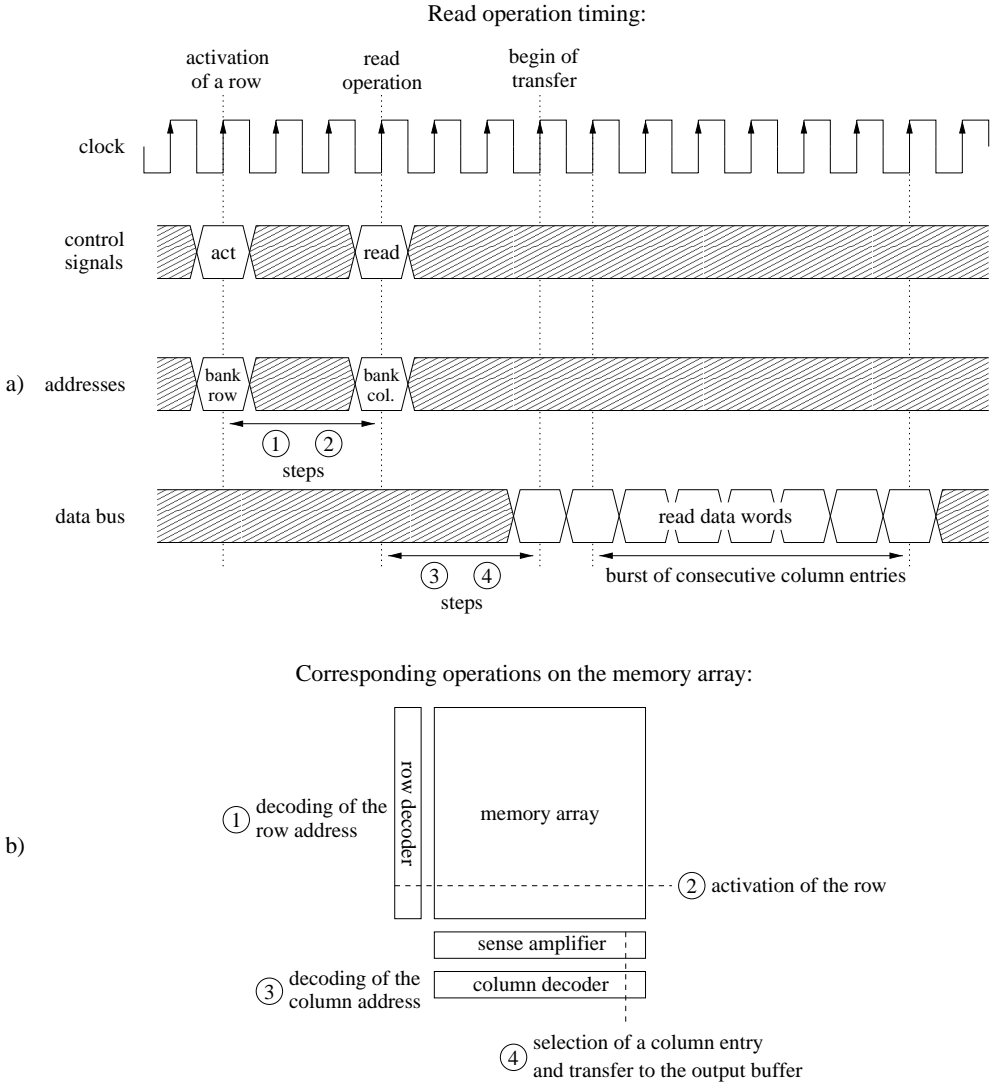 Read operation timing:
activation
of a row
read
operation
begin of
transfer
clock
control
signals
act
read
a)
addresses
bank
row
bank
col.
1 2
steps
data bus
read data words
3 4
steps
burst of consecutive column entries
Corresponding operations on the memory array:
b)
1 decoding of the
row address
row decoder
memory array
2 activation of the row
sense amplifier
3 decoding of the
column address
column decoder
4 selection of a column entry
and transfer to the output buffer